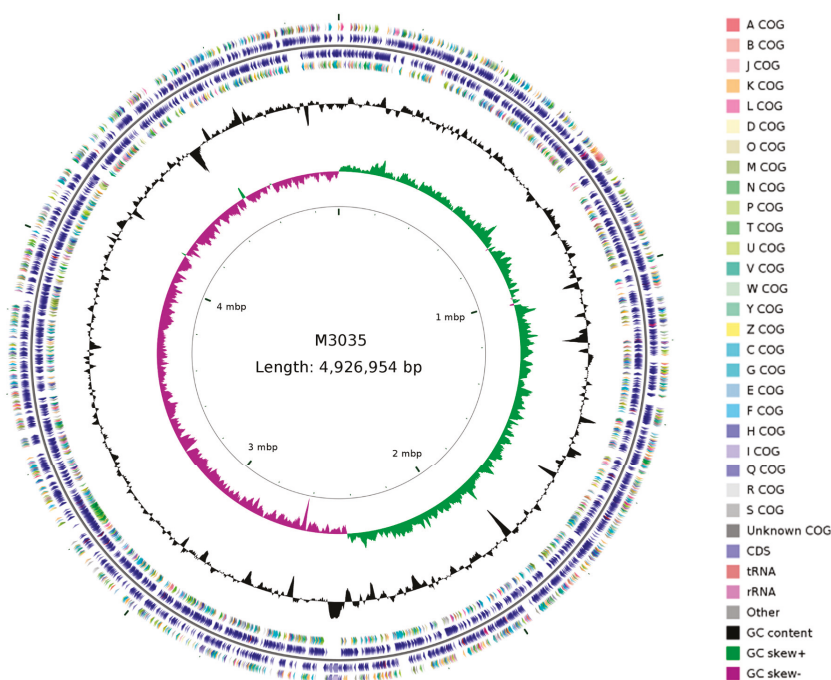 M3035
Length: 4,926,954 bp
1 mbp
2 mbp
3 mbp
4 mbp
A COG
B COG
J COG
K COG
L COG
D COG
O COG
M COG
N COG
P COG
T COG
U COG
V COG
W COG
Y COG
Z COG
C COG
G COG
E COG
F COG
H COG
I COG
Q COG
R COG
S COG
Unknown COG
CDS
tRNA
rRNA
Other
GC content
GC skew+
GC skew-